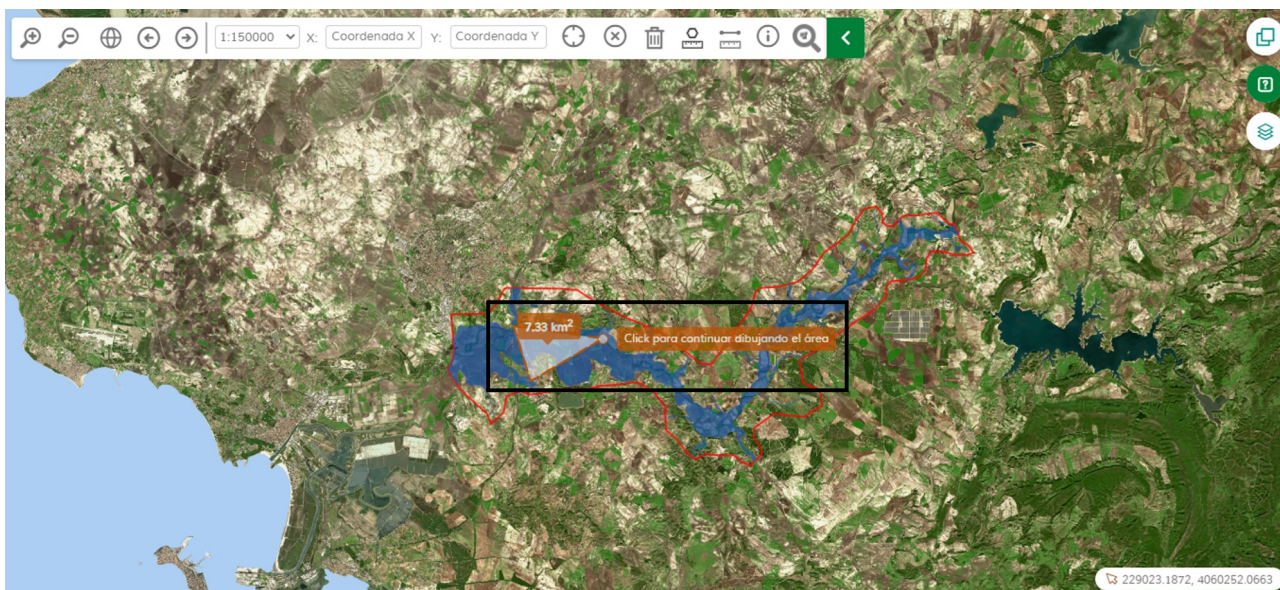 1:150000 X: Coordenada X Y: Coordenada Y
7.33 km²
Click para continuar dibujando el área
229023.1872, 4060252.0663